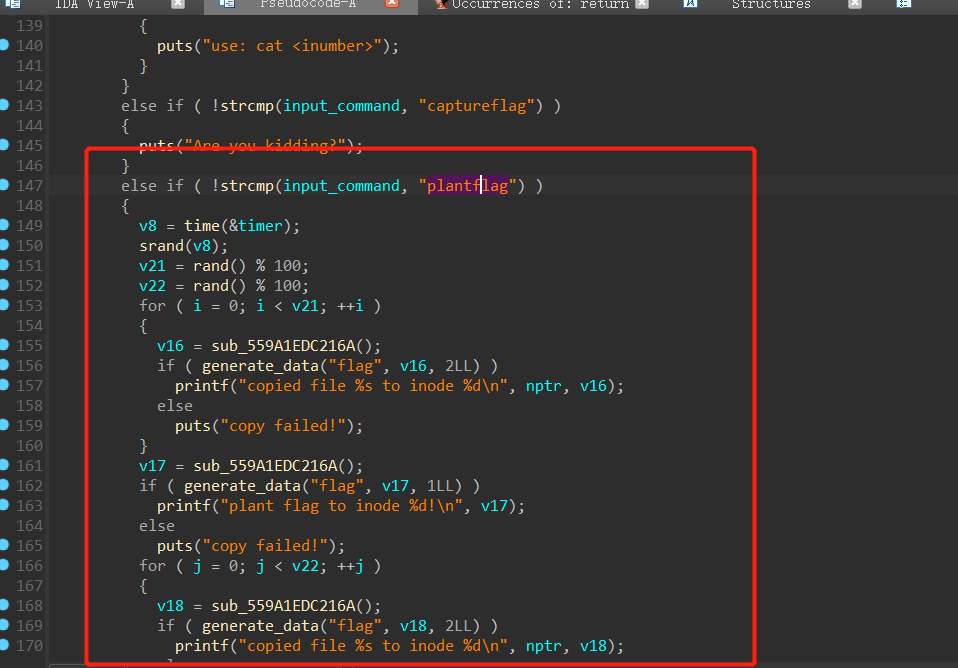 IDA View-A Pseudocode-A Occurrences of: return Structures
139 {
140 puts("use: cat <inumber>");
141 }
142 }
143 else if ( !strcmp(input_command, "captureflag") )
144 {
145 puts("Are you kidding?");
146 }
147 else if ( !strcmp(input_command, "plantflag") )
148 {
149 v8 = time(&timer);
150 srand(v8);
151 v21 = rand() % 100;
152 v22 = rand() % 100;
153 for ( i = 0; i < v21; ++i )
154 {
155 v16 = sub_559A1EDC216A();
156 if ( generate_data("flag", v16, 2LL) )
157 printf("copied file %s to inode %d\n", nptr, v16);
158 else
159 puts("copy failed!");
160 }
161 v17 = sub_559A1EDC216A();
162 if ( generate_data("flag", v17, 1LL) )
163 printf("plant flag to inode %d!\n", v17);
164 else
165 puts("copy failed!");
166 for ( j = 0; j < v22; ++j )
167 {
168 v18 = sub_559A1EDC216A();
169 if ( generate_data("flag", v18, 2LL) )
170 printf("copied file %s to inode %d\n", nptr, v18);